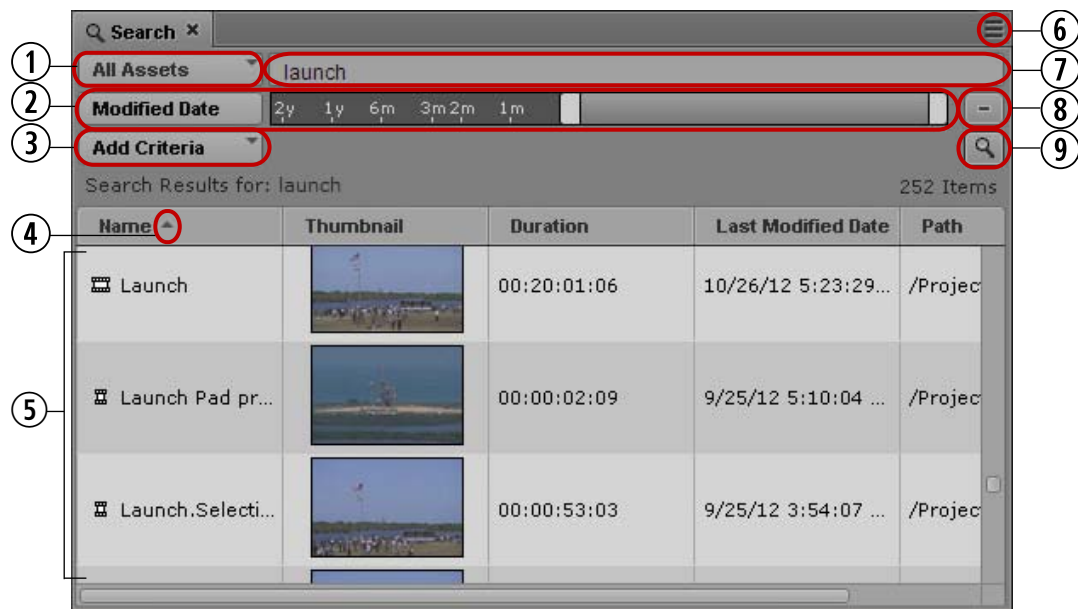 Search ×
6
1
All Assets
launch
7
2
Modified Date
2y 1y 6m 3m 2m 1m
-
8
3
Add Criteria
9
Search Results for: launch
252 Items
4
Name Thumbnail Duration Last Modified Date Path
Launch 00:20:01:06 10/26/12 5:23:29... /Projec
5
Launch Pad pr... 00:00:02:09 9/25/12 5:10:04 ... /Projec
Launch.Selecti... 00:00:53:03 9/25/12 3:54:07 ... /Projec